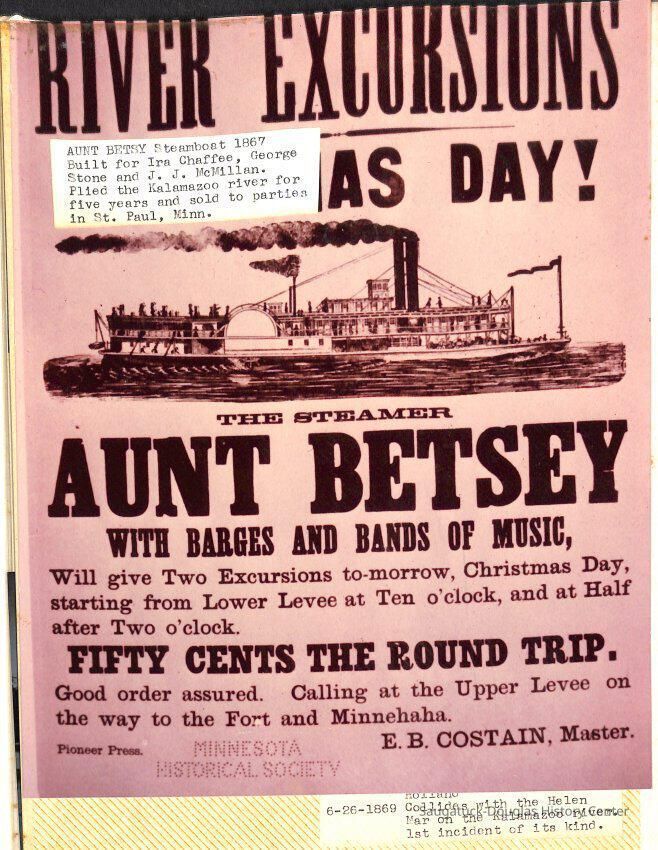 RIVER EXCURSIONS
AUNT BETSY Steamboat 1867
Built for Ira Chaffee, George
Stone and J. J. McMillan.
Plied the Kalamazoo river for
five years and sold to parties
in St. Paul, Minn.
AS DAY!
THE STEAMER
AUNT BETSEY
WITH BARGES AND BANDS OF MUSIC,
Will give Two Excursions to-morrow, Christmas Day,
starting from Lower Levee at Ten o'clock, and at Half
after Two o'clock.
FIFTY CENTS THE ROUND TRIP.
Good order assured. Calling at the Upper Levee on
the way to the Fort and Minnehaha.
E. B. COSTAIN, Master.
Pioneer Press.
MINNESOTA
HISTORICAL SOCIETY
Holland
6-26-1869 Collides with the Helen
Mar on the Kalamazoo river.
1st incident of its kind.
Saugatuck-Douglas History Center